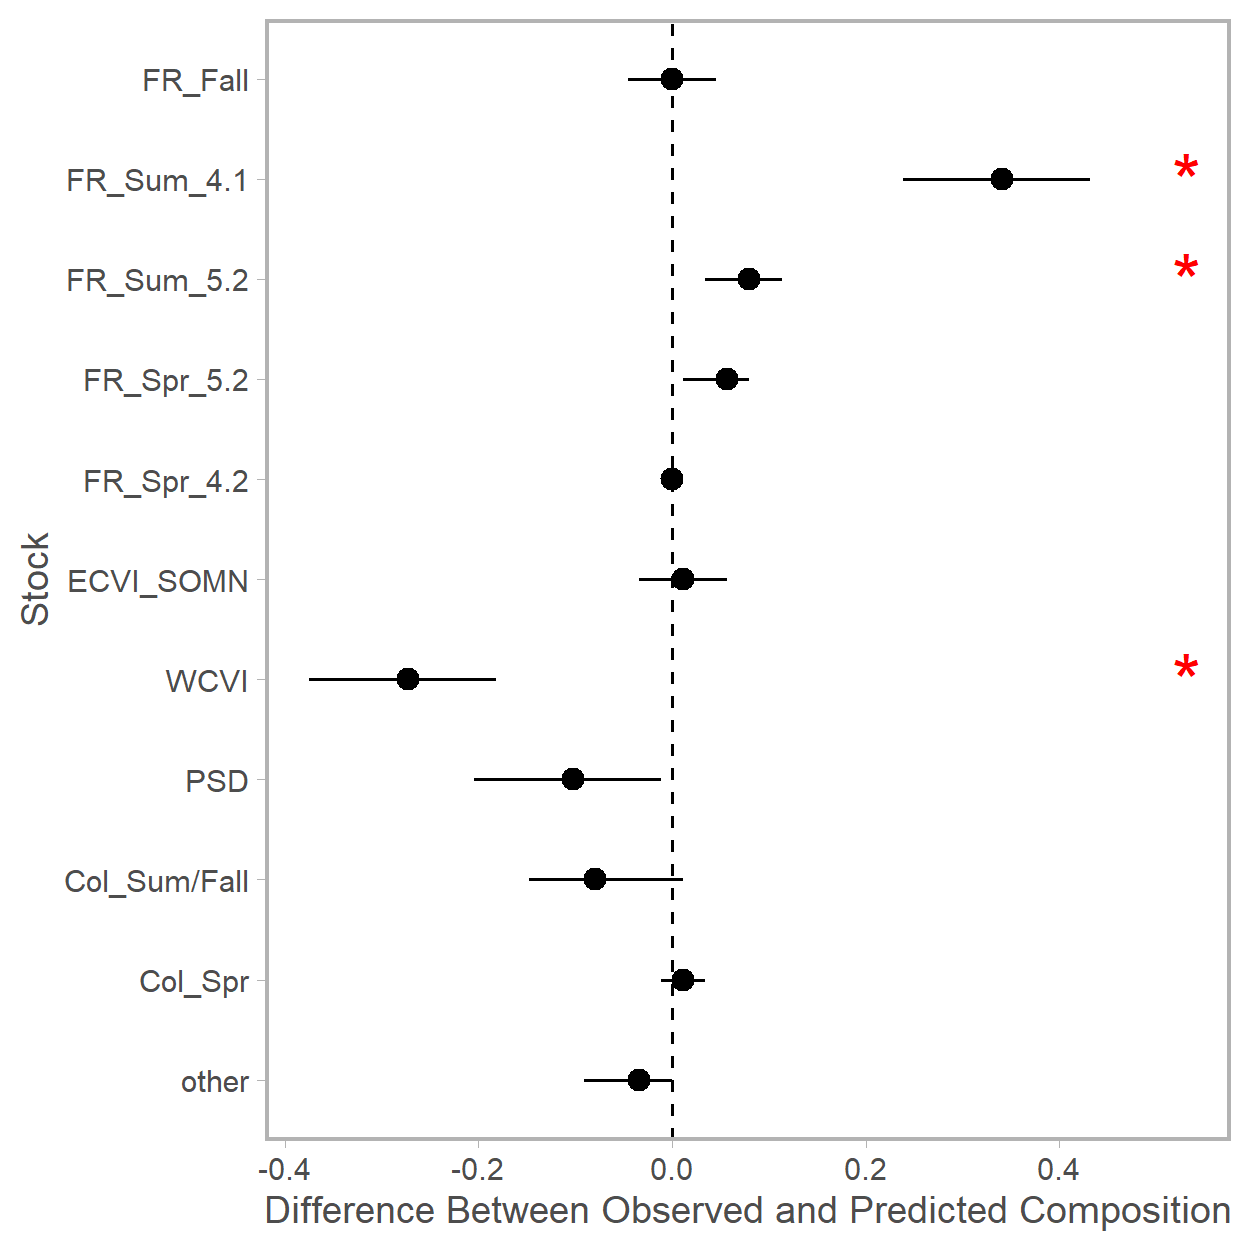 FR_Fall
FR_Sum_4.1
*
FR_Sum_5.2
*
FR_Spr_5.2
FR_Spr_4.2
Stock
ECVI_SOMN
WCVI
*
PSD
Col_Sum/Fall
Col_Spr
other
-0.4 -0.2 0.0 0.2 0.4
Difference Between Observed and Predicted Composition